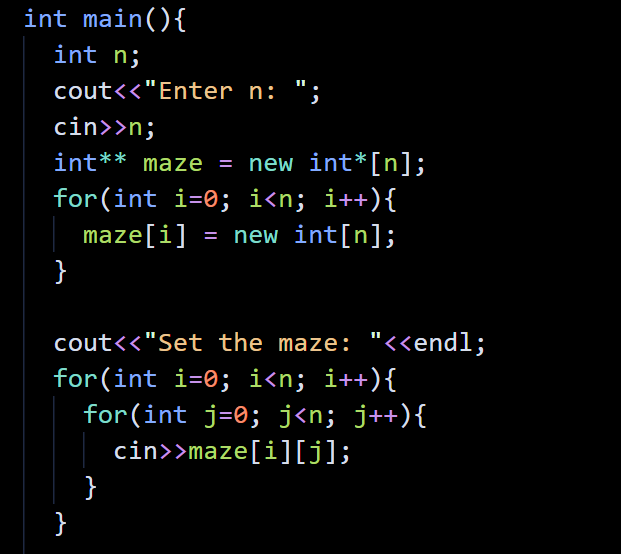 int main(){
int n;
cout<<"Enter n: ";
cin>>n;
int** maze = new int*[n];
for(int i=0; i<n; i++){
maze[i] = new int[n];
}
cout<<"Set the maze: "<<endl;
for(int i=0; i<n; i++){
for(int j=0; j<n; j++){
cin>>maze[i][j];
}
}